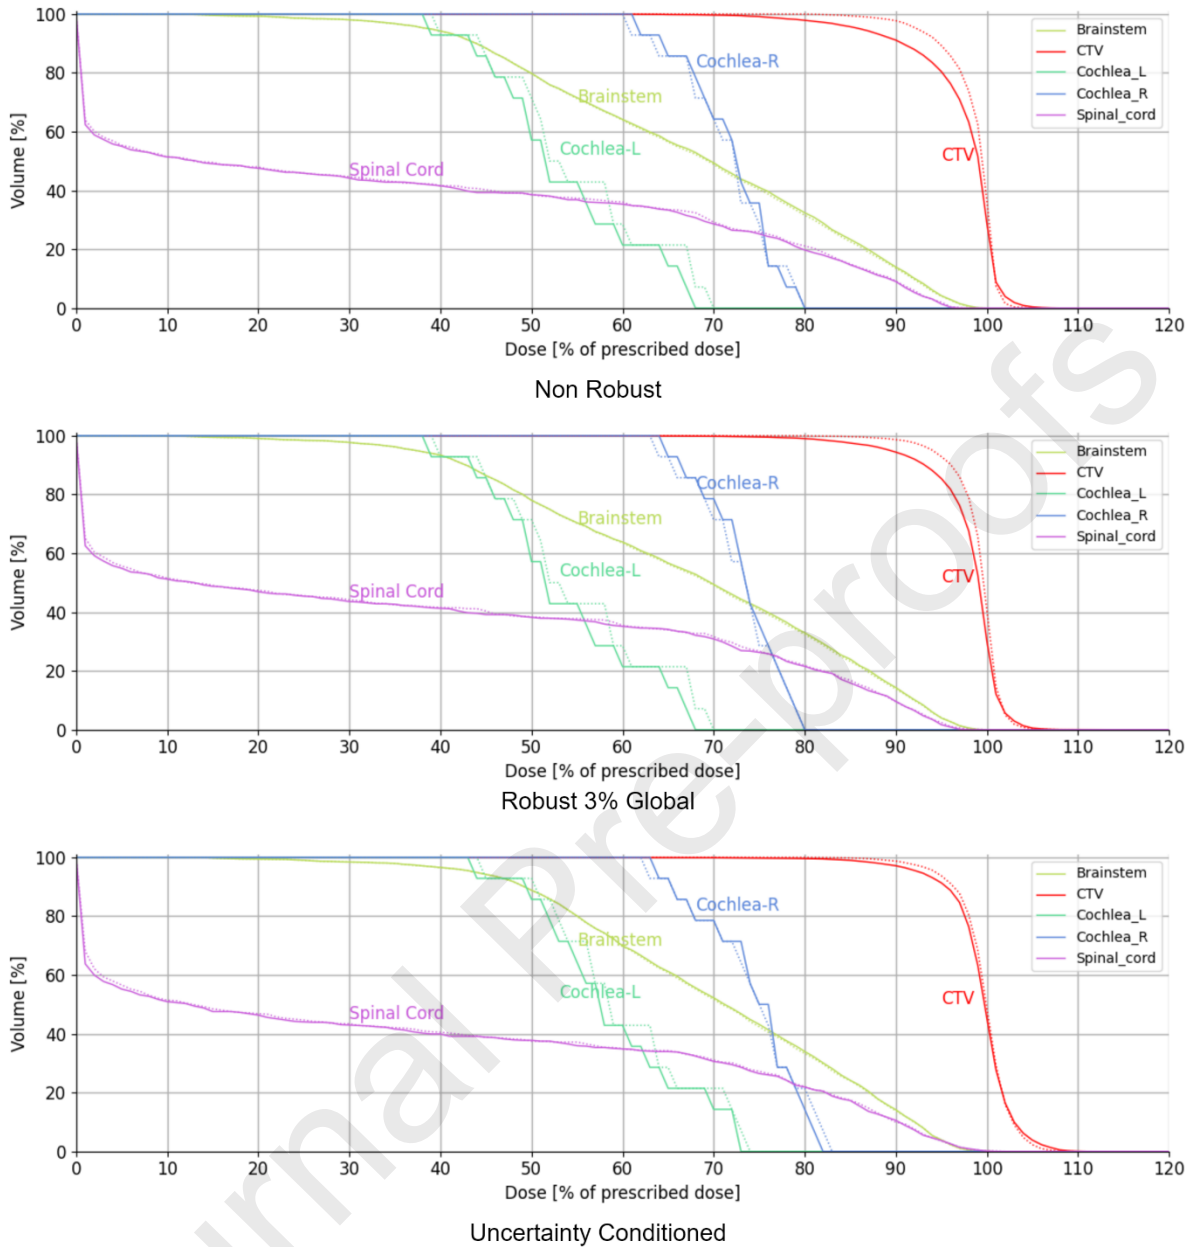 100
80
60
40
20
0
Volume [%]
Cochlea-R
Brainstem
Cochlea-L
Spinal Cord
CTV
Brainstem
CTV
Cochlea_L
Cochlea_R
Spinal_cord
0 10 20 30 40 50 60 70 80 90 100 110 120
Dose [% of prescribed dose]
Non Robust
100
80
60
40
20
0
Volume [%]
Cochlea-R
Brainstem
Cochlea-L
Spinal Cord
CTV
Brainstem
CTV
Cochlea_L
Cochlea_R
Spinal_cord
0 10 20 30 40 50 60 70 80 90 100 110 120
Dose [% of prescribed dose]
Robust 3% Global
100
80
60
40
20
0
Volume [%]
Cochlea-R
Brainstem
Cochlea-L
Spinal Cord
CTV
Brainstem
CTV
Cochlea_L
Cochlea_R
Spinal_cord
0 10 20 30 40 50 60 70 80 90 100 110 120
Dose [% of prescribed dose]
Uncertainty Conditioned
urnal Pre-proofs